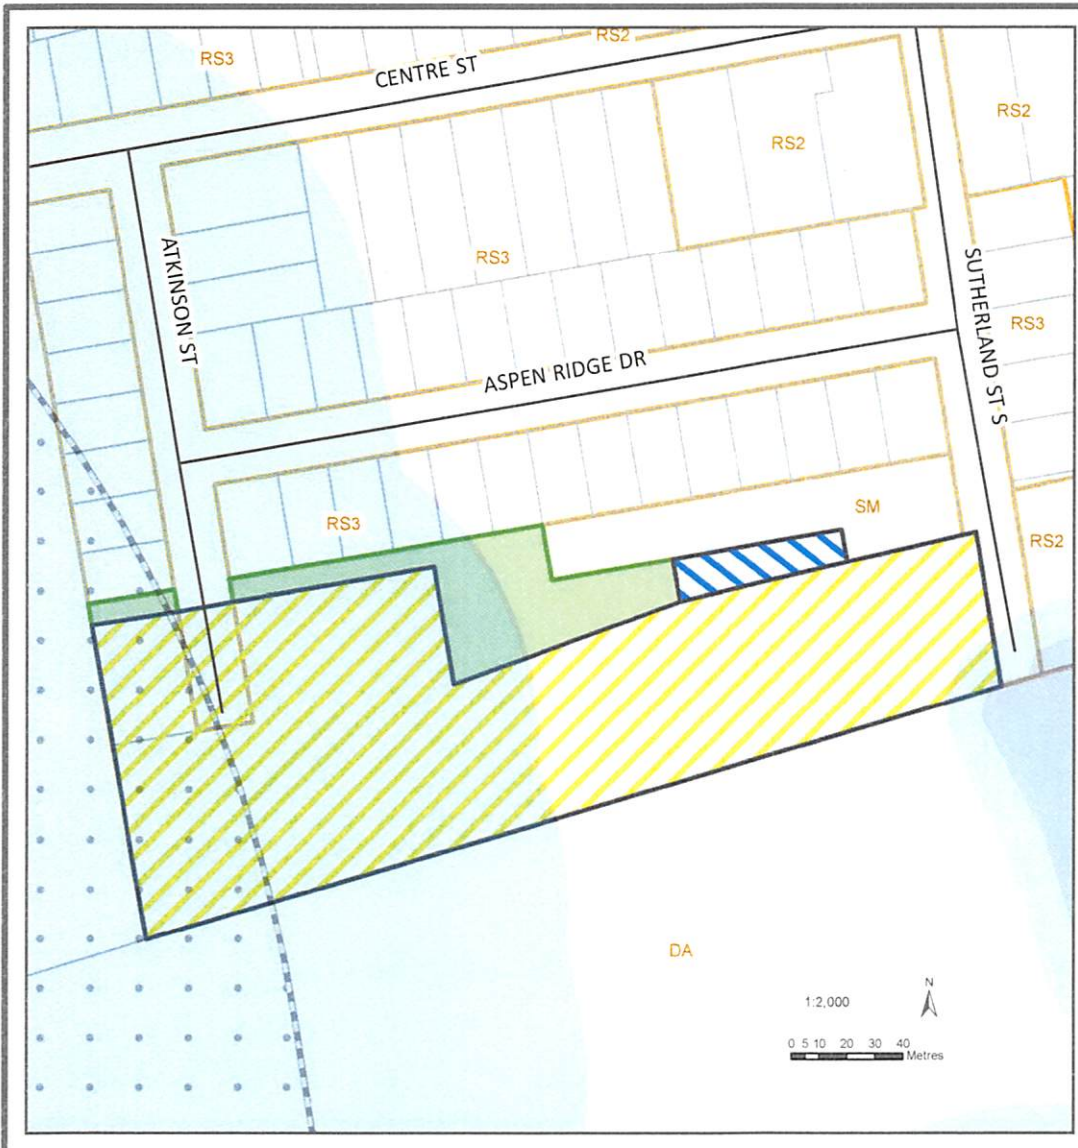 RS3
RS2
CENTRE ST
RS2
RS2
RS3
ATKINSON ST
SUTHERLAND ST S
RS3
ASPEN RIDGE DR
RS3
SM
RS2
DA
1:2,000
N
0 5 10 20 30 40
Metres